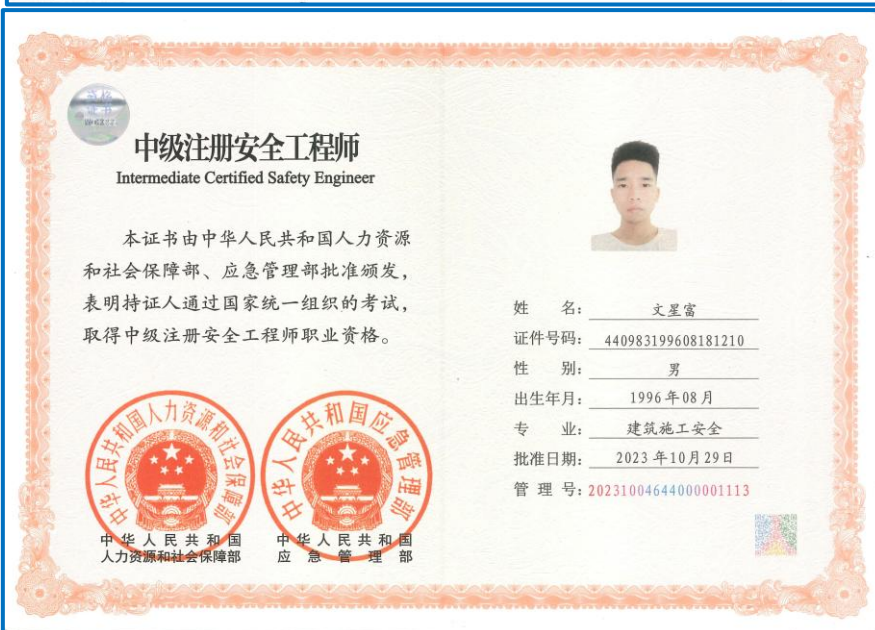 中级注册安全工程师
Intermediate Certified Safety Engineer
本证书由中华人民共和国人力资源
和社会保障部、应急管理部批准颁发，
表明持证人通过国家统一组织的考试，
取得中级注册安全工程师职业资格。
中华人民共和国人力资源和社会保障部
中华人民共和国应急管理部
中华人民共和国
人力资源和社会保障部
中华人民共和国
应急管理部
姓 名：文星富
证件号码：440983199608181210
性 别：男
出生年月：1996年08月
专 业：建筑施工安全
批准日期：2023年10月29日
管 理 号：20231004644000001113